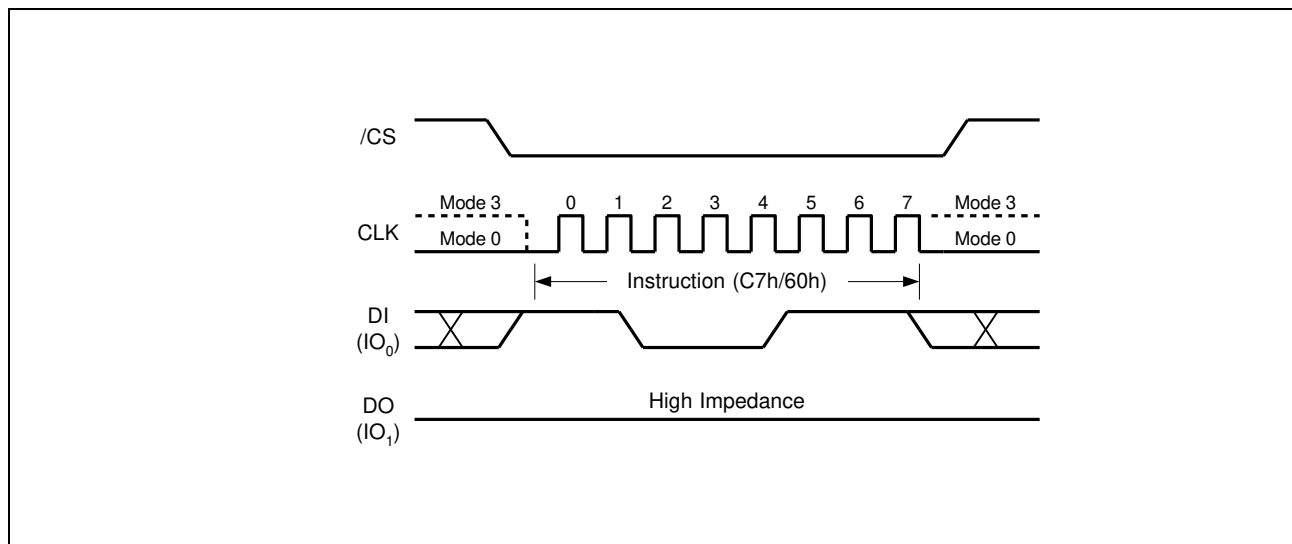 /CS
Mode 3 0 1 2 3 4 5 6 7 Mode 3
CLK
Mode 0 Mode 0
Instruction (C7h/60h)
DI
(IO0)
High Impedance
DO
(IO1)